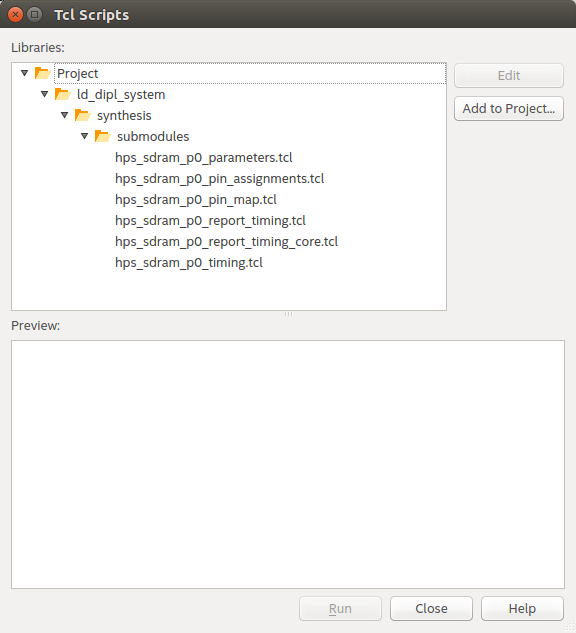 Tcl Scripts
Libraries:
Project
ld_dipl_system
synthesis
submodules
hps_sdram_p0_parameters.tcl
hps_sdram_p0_pin_assignments.tcl
hps_sdram_p0_pin_map.tcl
hps_sdram_p0_report_timing.tcl
hps_sdram_p0_report_timing_core.tcl
hps_sdram_p0_timing.tcl
Edit
Add to Project...
Preview:
Run
Close
Help